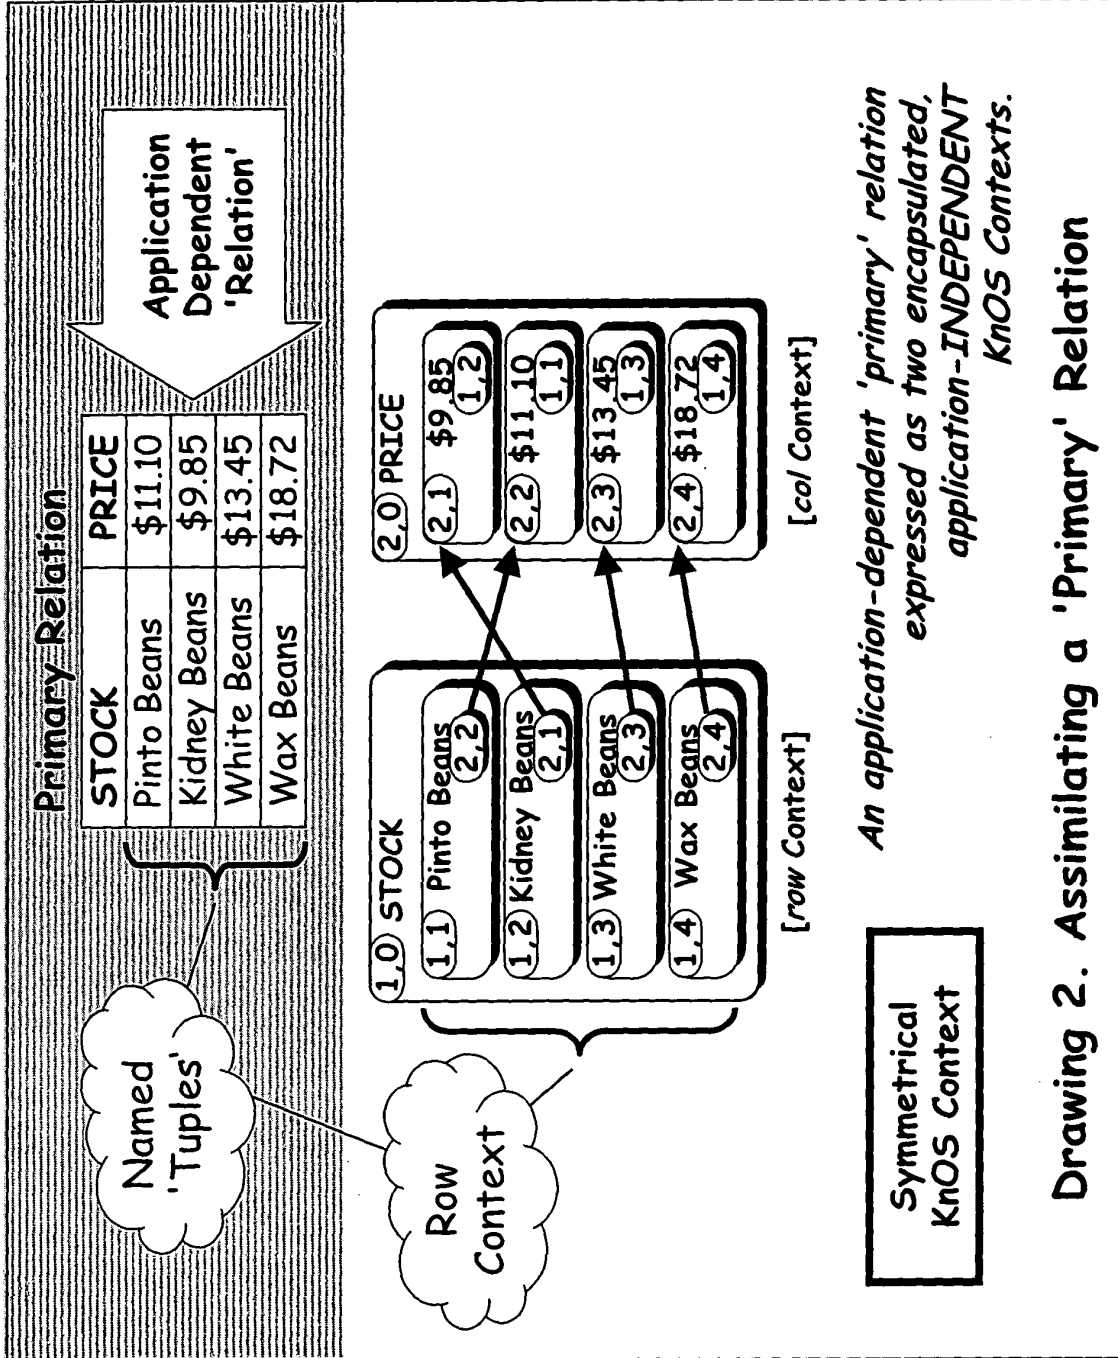 Primary Relation
STOCK PRICE
Pinto Beans $11.10
Kidney Beans $9.85
White Beans $13.45
Wax Beans $18.72
Application
Dependent
'Relation'
Named
'Tuples'
Row
Context
1,0 STOCK
1,1 Pinto Beans
2,2
1,2 Kidney Beans
2,1
1,3 White Beans
2,3
1,4 Wax Beans
2,4
[row Context]
2,0 PRICE
2,1 $9.85
1,2
2,2 $11.10
1,1
2,3 $13.45
1,3
2,4 $18.72
1,4
[col Context]
Symmetrical
KnOS Context
An application-dependent 'primary' relation
expressed as two encapsulated,
application-INDEPENDENT
KnOS Contexts.
Drawing 2. Assimilating a 'Primary' Relation